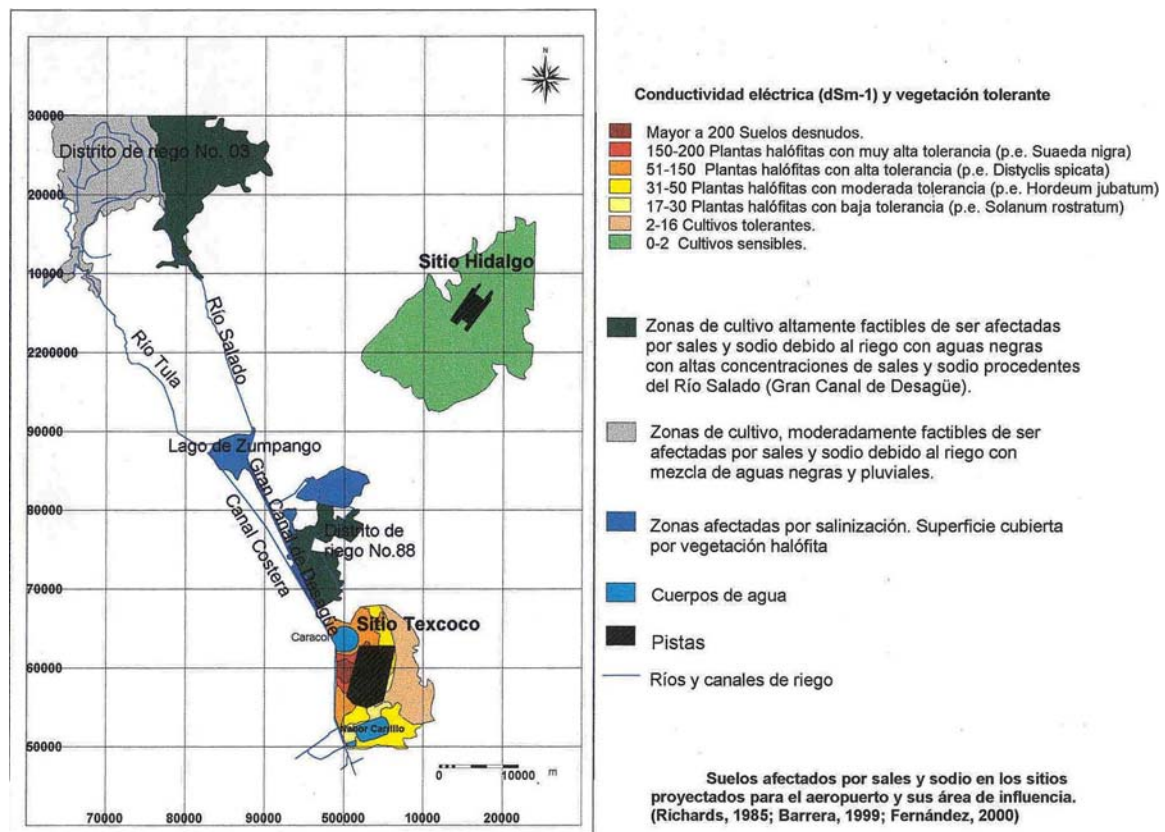 N
30000
20000
10000
2200000
90000
80000
70000
60000
50000
70000
80000
90000
500000
10000
20000
Distrito de riego No. 03
Sitio Hidalgo
Río Salado
Río Tula
Lago de Zumpango
Gran Canal de Desagüe
Canal Costera
Distrito de
riego No.88
Sitio Texcoco
Caracol
Nabor Carrillo
0 10000 m
Conductividad eléctrica (dSm-1) y vegetación tolerante
Mayor a 200 Suelos desnudos.
150-200 Plantas halófitas con muy alta tolerancia (p.e. Suaeda nigra)
51-150 Plantas halófitas con alta tolerancia (p.e. Distyclis spicata)
31-50 Plantas halófitas con moderada tolerancia (p.e. Hordeum jubatum)
17-30 Plantas halófitas con baja tolerancia (p.e. Solanum rostratum)
2-16 Cultivos tolerantes.
0-2 Cultivos sensibles.
Zonas de cultivo altamente factibles de ser afectadas
por sales y sodio debido al riego con aguas negras
con altas concentraciones de sales y sodio procedentes
del Río Salado (Gran Canal de Desagüe).
Zonas de cultivo, moderadamente factibles de ser
afectadas por sales y sodio debido al riego con
mezcla de aguas negras y pluviales.
Zonas afectadas por salinización. Superficie cubierta
por vegetación halófita
Cuerpos de agua
Pistas
Ríos y canales de riego
Suelos afectados por sales y sodio en los sitios
proyectados para el aeropuerto y sus área de influencia.
(Richards, 1985; Barrera, 1999; Fernández, 2000)